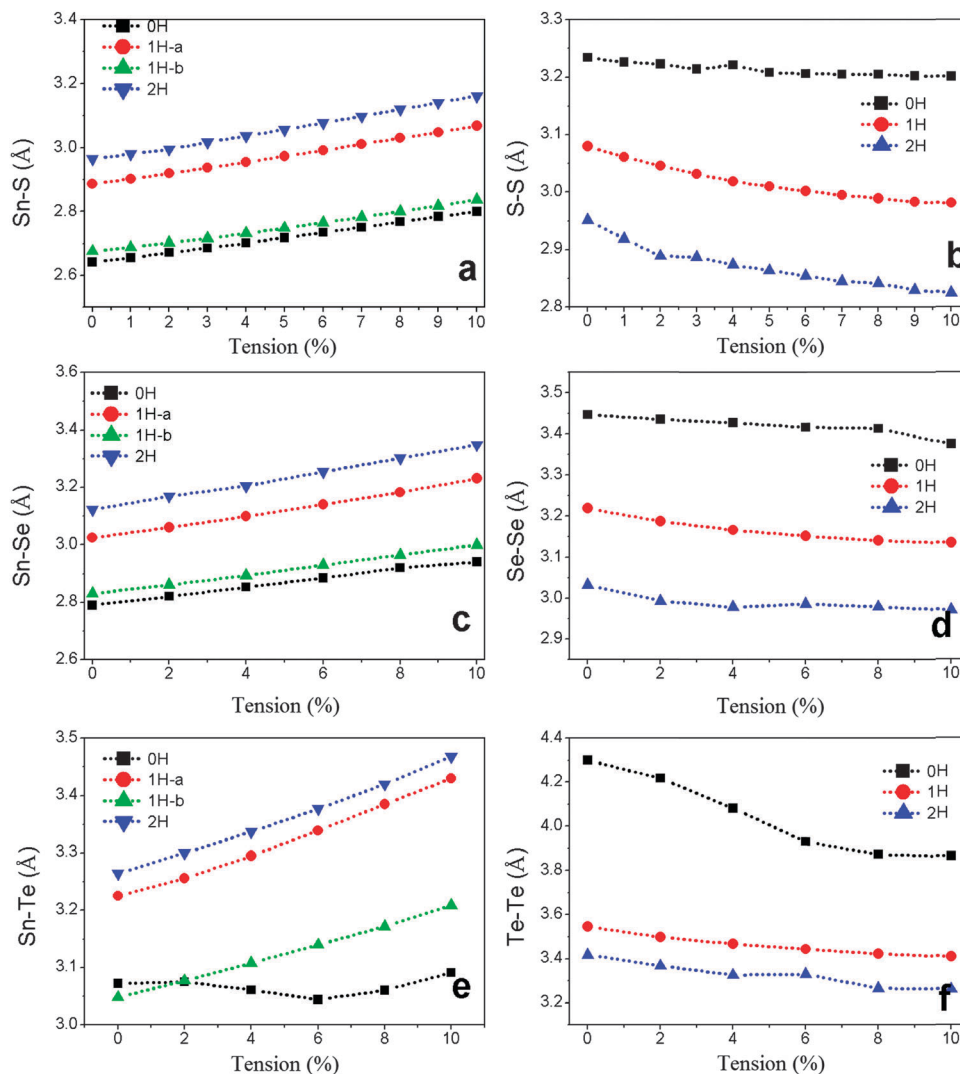 3.4
3.2
3.0
2.8
2.6
0H
1H-a
1H-b
2H
Sn-S (Å)
a
0 1 2 3 4 5 6 7 8 9 10
Tension (%)
3.3
3.2
3.1
3.0
2.9
2.8
0H
1H
2H
S-S (Å)
b
0 1 2 3 4 5 6 7 8 9 10
Tension (%)
3.6
3.4
3.2
3.0
2.8
2.6
0H
1H-a
1H-b
2H
Sn-Se (Å)
c
0 2 4 6 8 10
Tension (%)
3.5
3.4
3.3
3.2
3.1
3.0
2.9
0H
1H
2H
Se-Se (Å)
d
0 2 4 6 8 10
Tension (%)
3.5
3.4
3.3
3.2
3.1
3.0
0H
1H-a
1H-b
2H
Sn-Te (Å)
e
0 2 4 6 8 10
Tension (%)
4.4
4.2
4.0
3.8
3.6
3.4
3.2
0H
1H
2H
Te-Te (Å)
f
0 2 4 6 8 10
Tension (%)